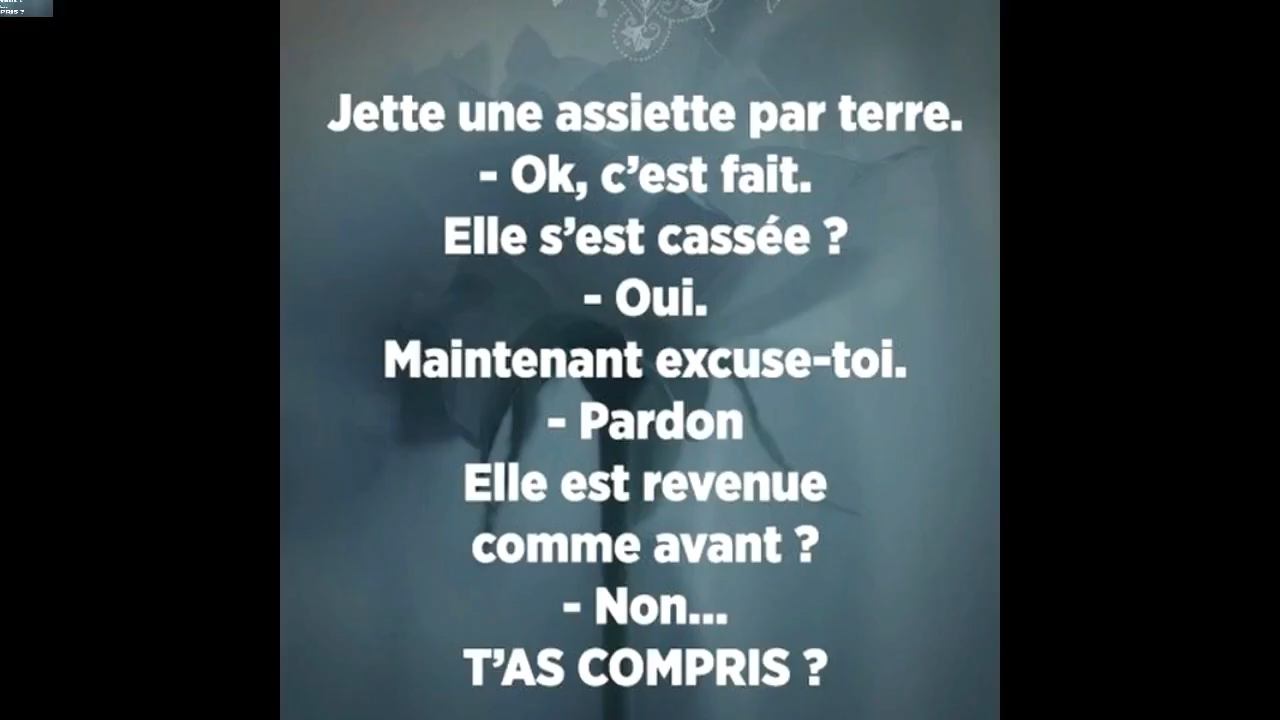 Jette une assiette par terre.
- Ok, c’est fait.
Elle s’est cassée ?
- Oui.
Maintenant excuse-toi.
- Pardon
Elle est revenue
comme avant ?
- Non...
T’AS COMPRIS ?